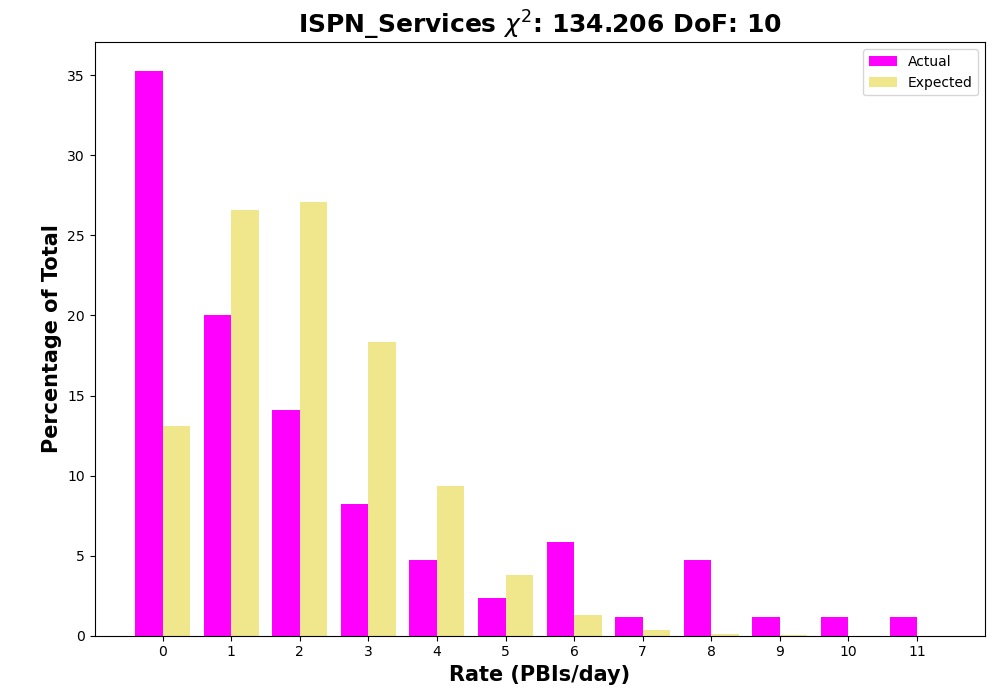 ISPN_Services χ²: 134.206 DoF: 10
Actual
Expected
Percentage of Total
35
30
25
20
15
10
5
0
0 1 2 3 4 5 6 7 8 9 10 11
Rate (PBIs/day)